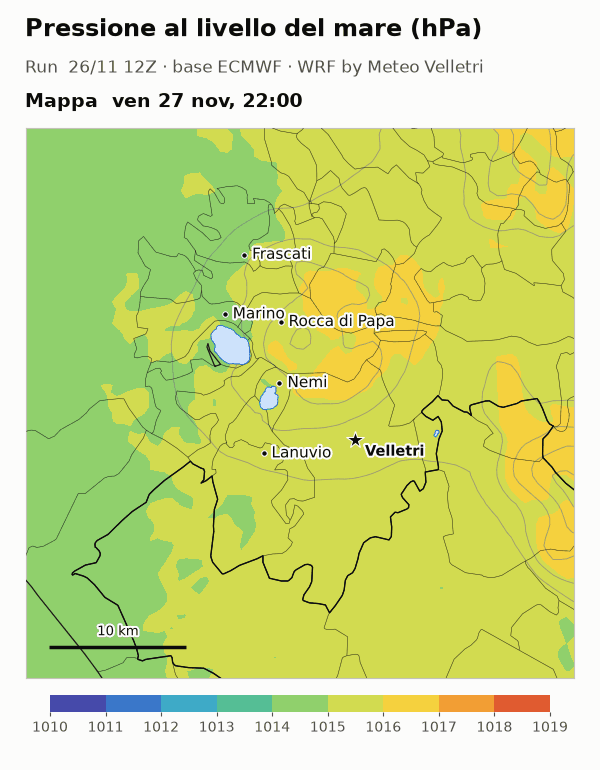 Pressione al livello del mare (hPa)
Run  26/11 12Z · base ECMWF · WRF by Meteo Velletri
Mappa  ven 27 nov, 22:00
Frascati
Marino
Rocca di Papa
Nemi
Velletri
Lanuvio
10 km
1010 1011 1012 1013 1014 1015 1016 1017 1018 1019